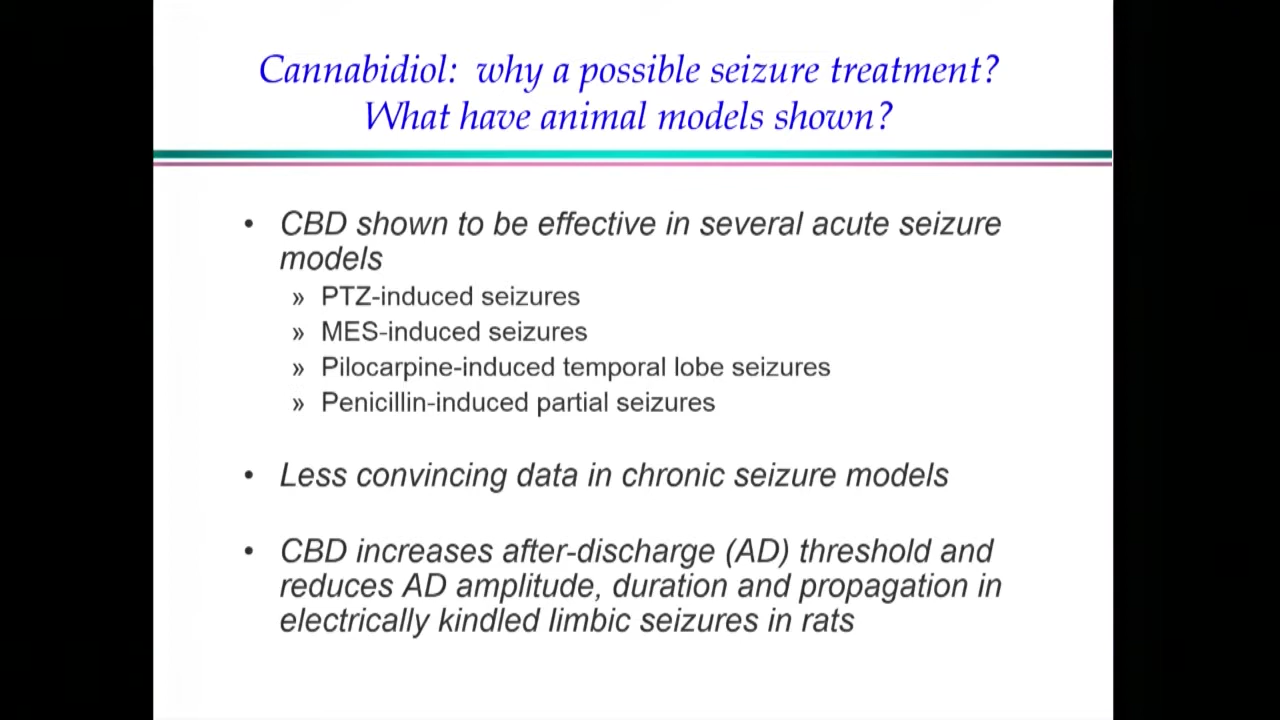 Cannabidiol: why a possible seizure treatment?
What have animal models shown?
• CBD shown to be effective in several acute seizure
models
» PTZ-induced seizures
» MES-induced seizures
» Pilocarpine-induced temporal lobe seizures
» Penicillin-induced partial seizures
• Less convincing data in chronic seizure models
• CBD increases after-discharge (AD) threshold and
reduces AD amplitude, duration and propagation in
electrically kindled limbic seizures in rats